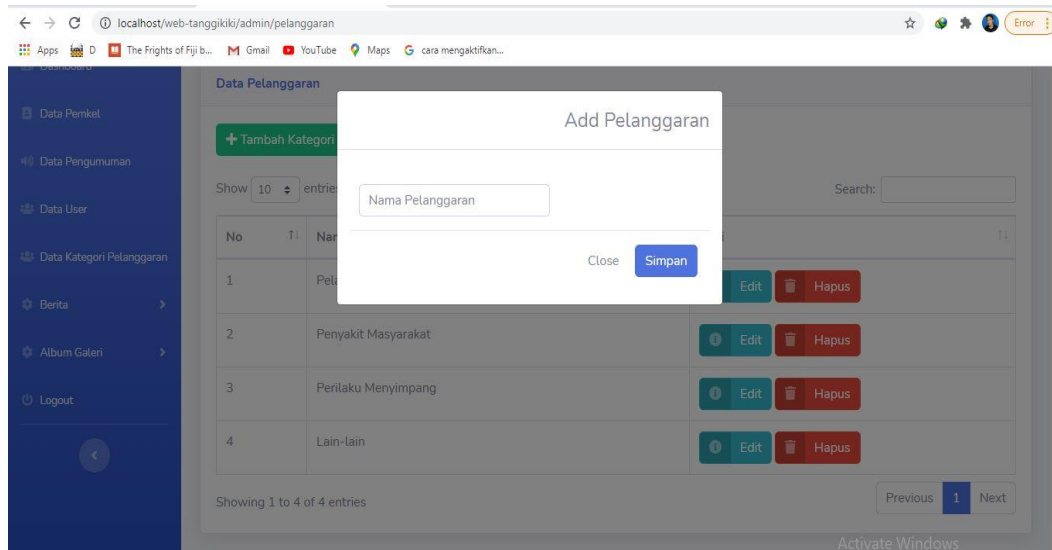 localhost/web-tanggikiki/admin/pelanggaran
Error
Apps D The Frights of Fiji b... Gmail YouTube Maps cara mengaktifkan...
Dashboard
Data Pemkel
Data Pengumuman
Data User
Data Kategori Pelanggaran
Berita
Album Galeri
Logout
Data Pelanggaran
Tambah Kategori
Show 10 entrie
Search:
No Nar i
1 Pela Edit Hapus
2 Penyakit Masyarakat Edit Hapus
3 Perilaku Menyimpang Edit Hapus
4 Lain-lain Edit Hapus
Showing 1 to 4 of 4 entries
Previous 1 Next
Add Pelanggaran
Nama Pelanggaran
Close Simpan
Activate Windows